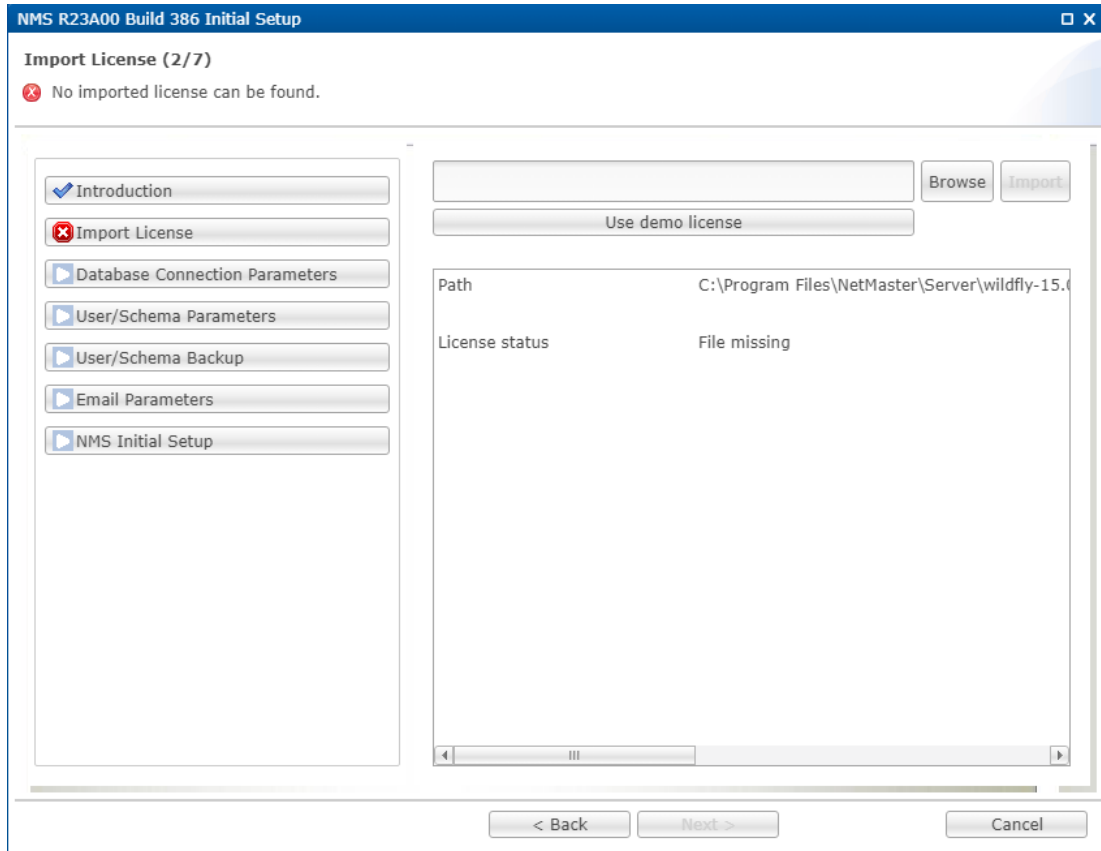 NMS R23A00 Build 386 Initial Setup
Import License (2/7)
No imported license can be found.
Introduction
Import License
Database Connection Parameters
User/Schema Parameters
User/Schema Backup
Email Parameters
NMS Initial Setup
Browse
Import
Use demo license
Path C:\Program Files\NetMaster\Server\wildfly-15.
License status File missing
< Back
Next >
Cancel